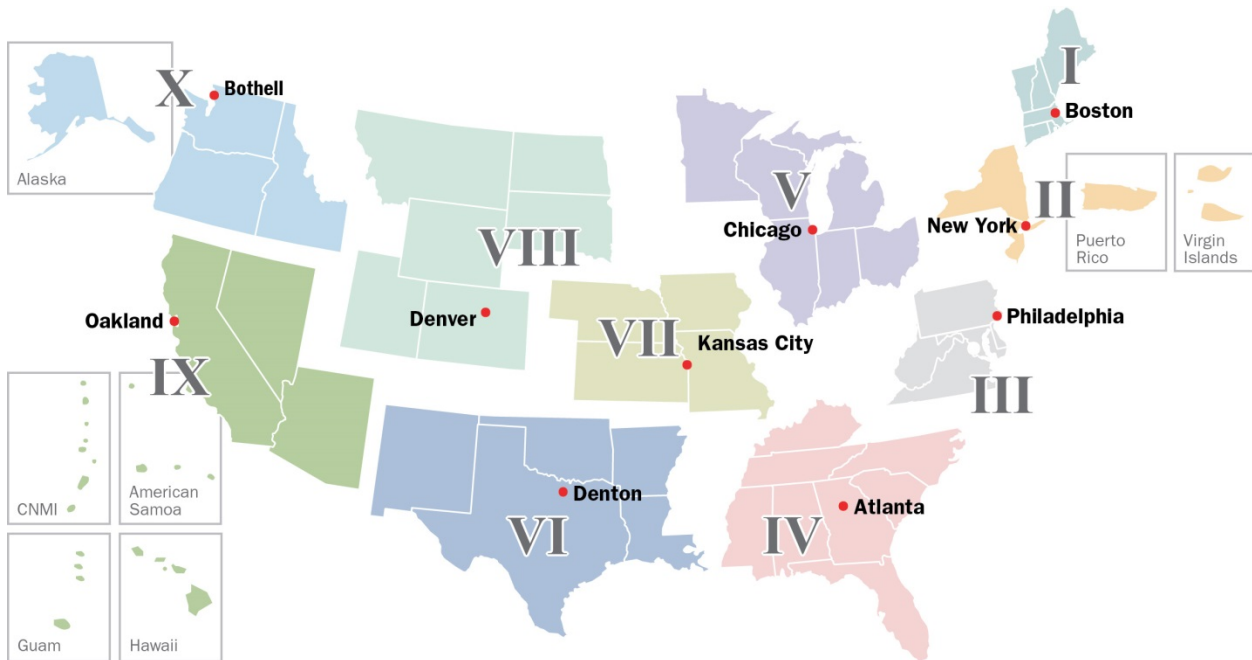 I
Boston
X
Bothell
Alaska
V
Chicago
II
New York
Puerto
Rico
Virgin
Islands
VIII
Denver
Oakland
IX
VII
Kansas City
Philadelphia
III
CNMI
American
Samoa
Guam
Hawaii
VI
Denton
IV
Atlanta